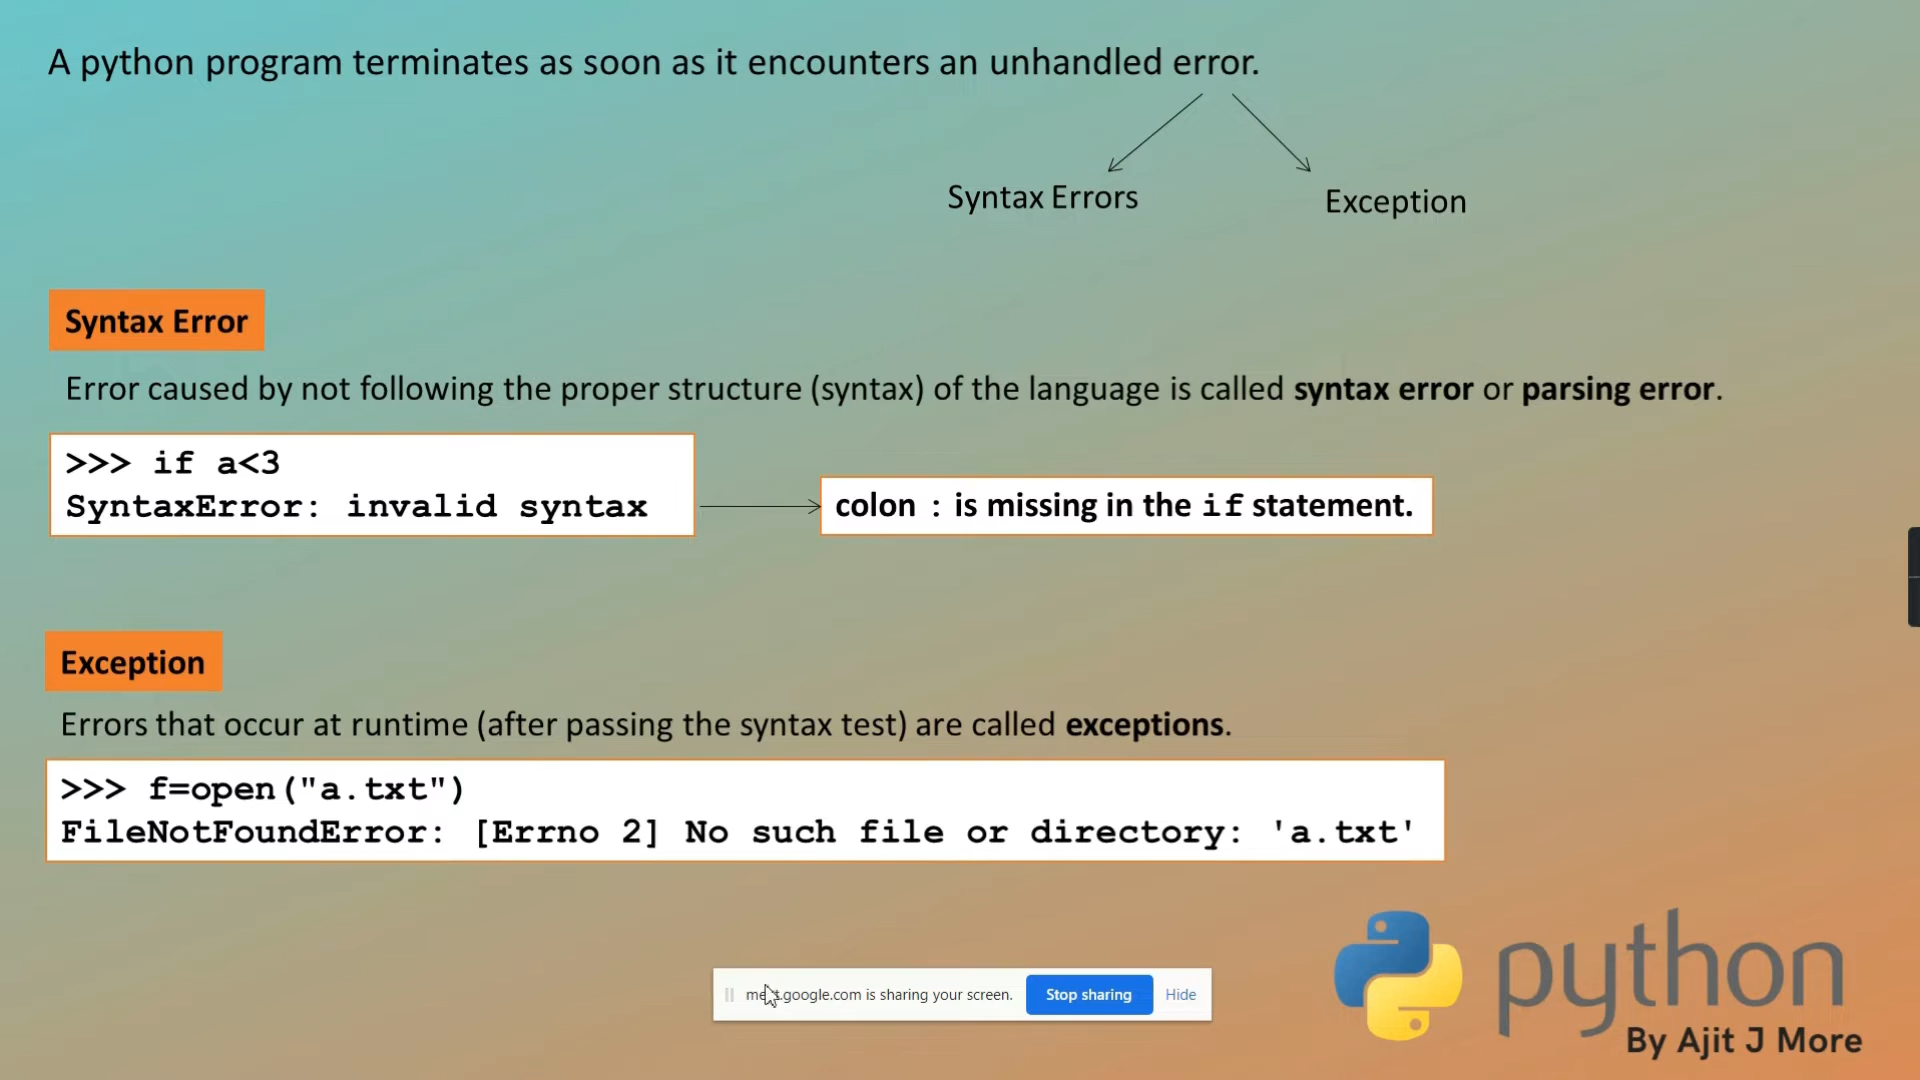 A python program terminates as soon as it encounters an unhandled error.
Syntax Errors
Exception
Syntax Error
Error caused by not following the proper structure (syntax) of the language is called syntax error or parsing error.
>>> if a<3
SyntaxError: invalid syntax
colon : is missing in the if statement.
Exception
Errors that occur at runtime (after passing the syntax test) are called exceptions.
>>> f=open("a.txt")
FileNotFoundError: [Errno 2] No such file or directory: 'a.txt'
meet.google.com is sharing your screen.
Stop sharing
Hide
python
By Ajit J More